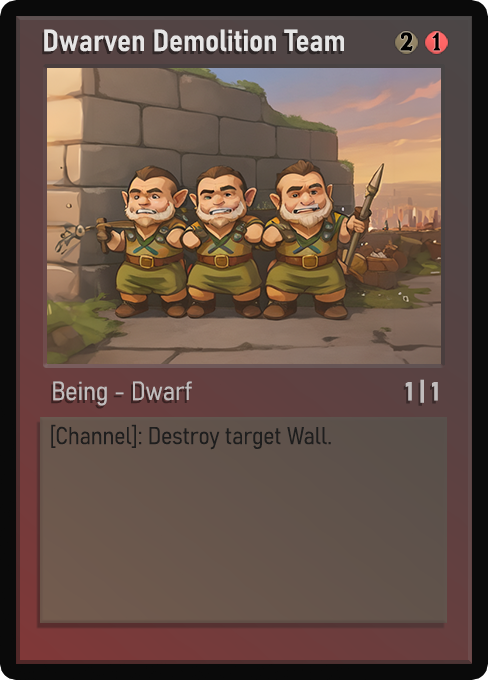 Dwarven Demolition Team 2 1
Being - Dwarf 1|1
[Channel]: Destroy target Wall.